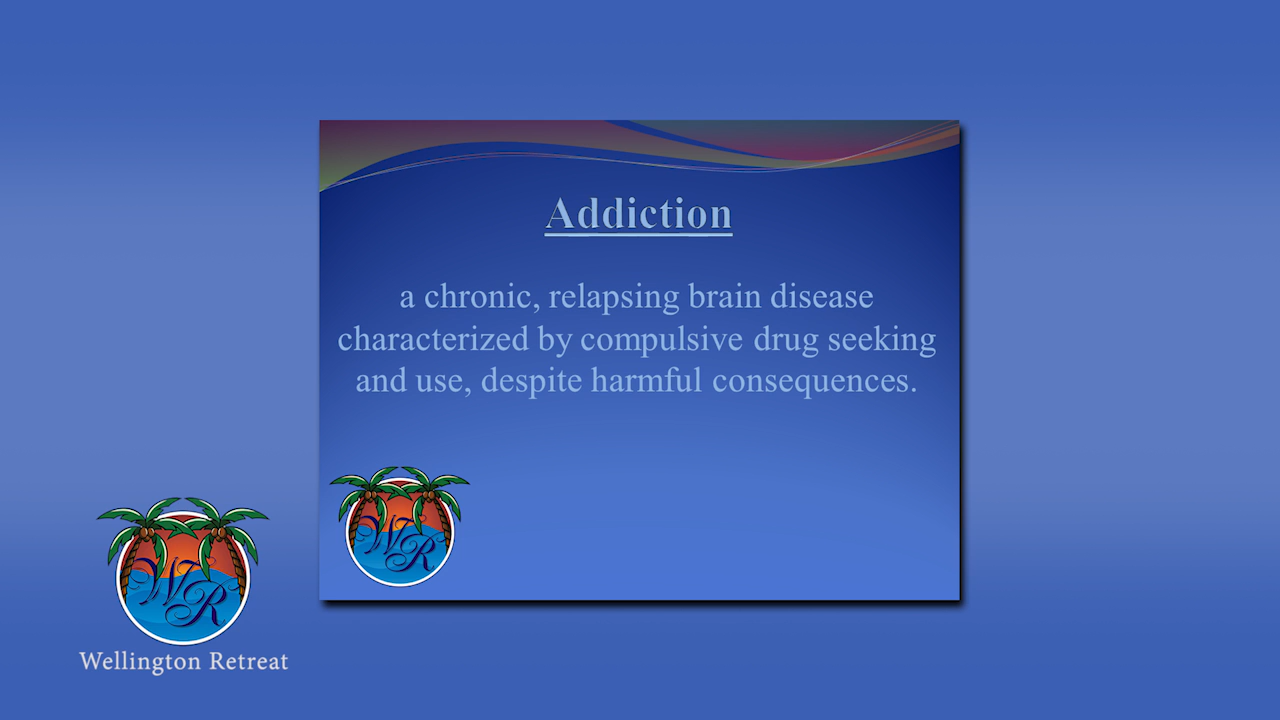 Addiction
a chronic, relapsing brain disease
characterized by compulsive drug seeking
and use, despite harmful consequences.
WR
WR
Wellington Retreat